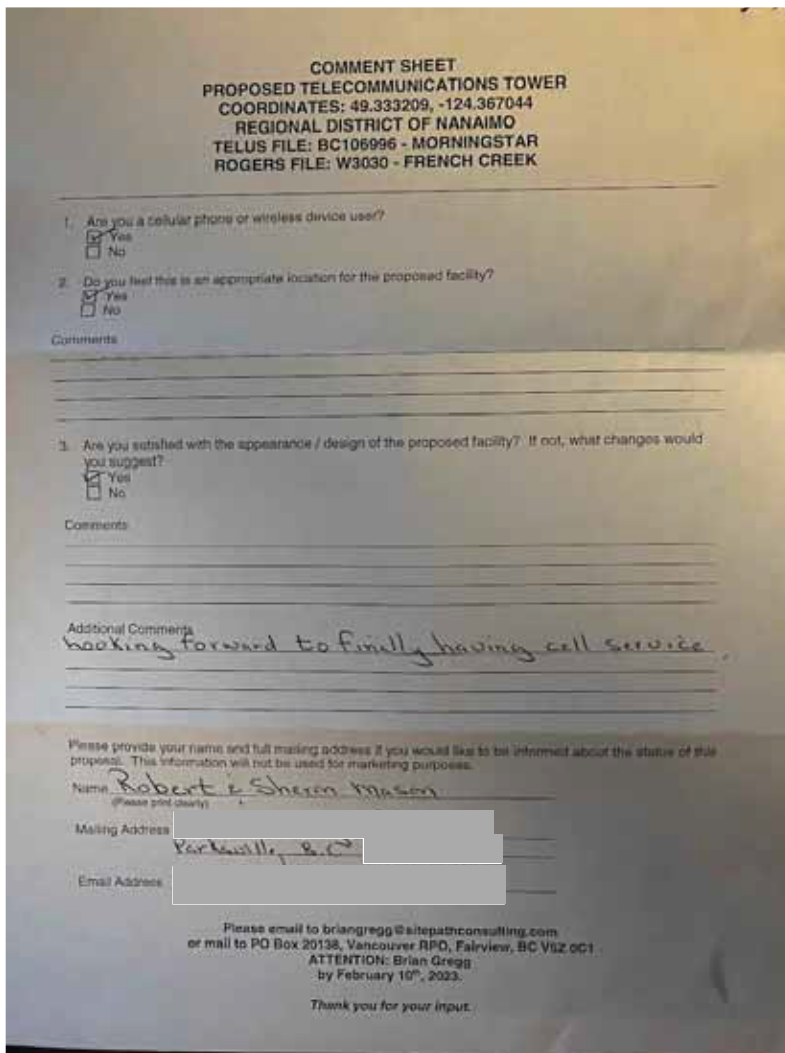 COMMENT SHEET
PROPOSED TELECOMMUNICATIONS TOWER
COORDINATES: 49.333209, -124.367044
REGIONAL DISTRICT OF NANAIMO
TELUS FILE: BC106996 - MORNINGSTAR
ROGERS FILE: W3030 - FRENCH CREEK
1. Are you a cellular phone or wireless device user?
Yes
No
2. Do you feel this is an appropriate location for the proposed facility?
Yes
No
Comments
3. Are you satisfied with the appearance / design of the proposed facility? If not, what changes would
you suggest?
Yes
No
Comments
Additional Comments
Looking forward to finally having cell service.
Please provide your name and full mailing address if you would like to be informed about the status of this
proposal. This information will not be used for marketing purposes.
Name Robert & Mason
(Please print clearly)
Mailing Address
Parksville, B.C
Email Address
Please email to briangregg@sitepathconsulting.com
or mail to PO Box 20138, Vancouver RPO, Fairview, BC V5Z 0C1
ATTENTION: Brian Gregg
by February 10th, 2023.
Thank you for your input.